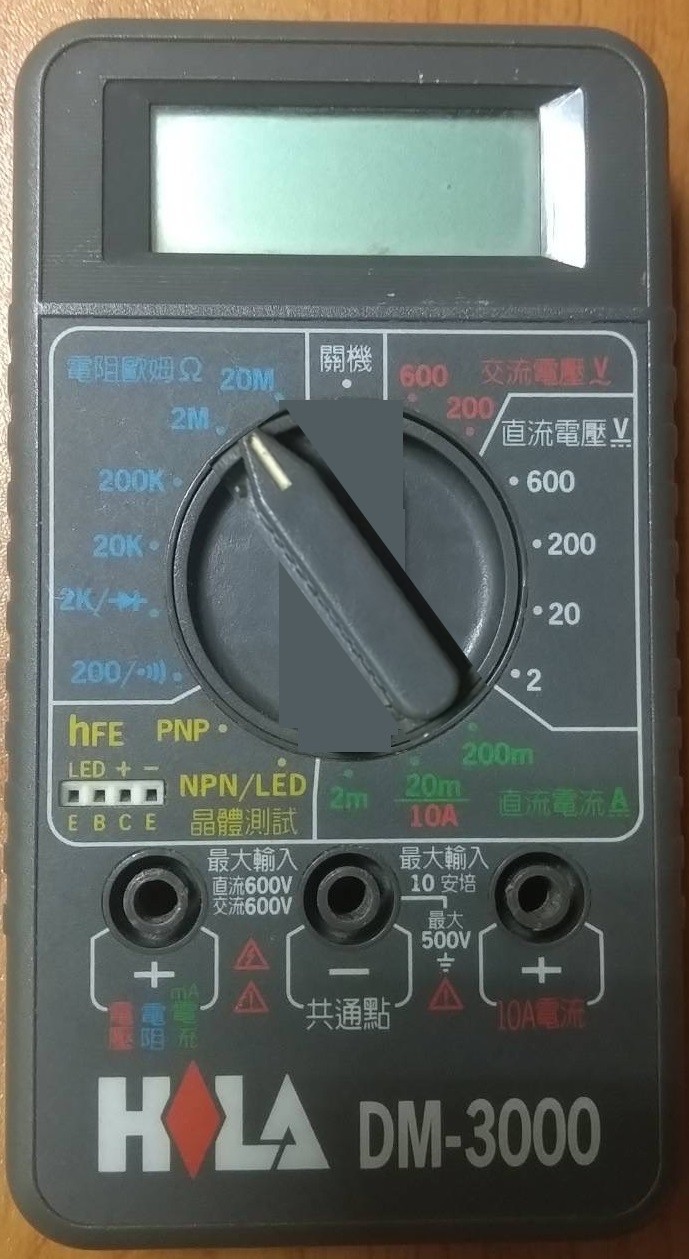 電阻歐姆Ω
20M
關機
600
交流電壓 V
2M
200
直流電壓 V
200K
600
20K
200
2K/
20
200/
2
hFE PNP
200m
LED + −
NPN/LED
2m
20m
10A
直流電流 A
E B C E
晶體測試
最大輸入
直流600V
交流600V
最大輸入
10 安培
最大
500V
+
−
+
電壓
電阻
mA電流
共通點
10A電流
HOLA DM-3000